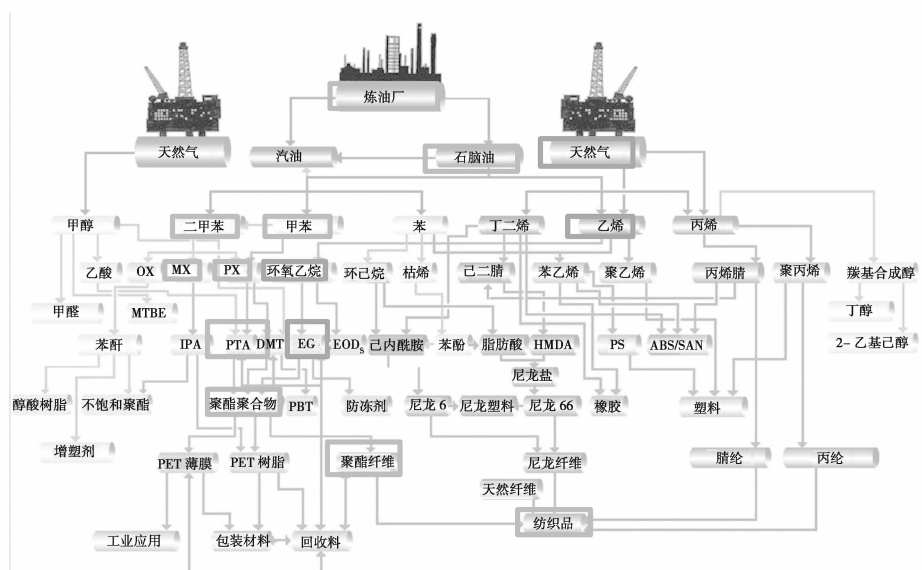 炼油厂
天然气
汽油
石脑油
天然气
甲醇
二甲苯
甲苯
苯
丁二烯
乙烯
丙烯
乙酸
OX
MX
PX
环氧乙烷
环己烷
枯烯
己二腈
苯乙烯
聚乙烯
丙烯腈
聚丙烯
羰基合成醇
甲醛
MTBE
丁醇
苯酐
IPA
PTA
DMT
EG
EODs
己内酰胺
苯酚
脂肪酸
HMDA
PS
ABS/SAN
2-乙基己醇
尼龙盐
醇酸树脂
不饱和聚酯
聚酯聚合物
PBT
防冻剂
尼龙6
尼龙塑料
尼龙66
橡胶
塑料
增塑剂
PET薄膜
PET树脂
聚酯纤维
尼龙纤维
腈纶
丙纶
天然纤维
纺织品
工业应用
包装材料
回收料